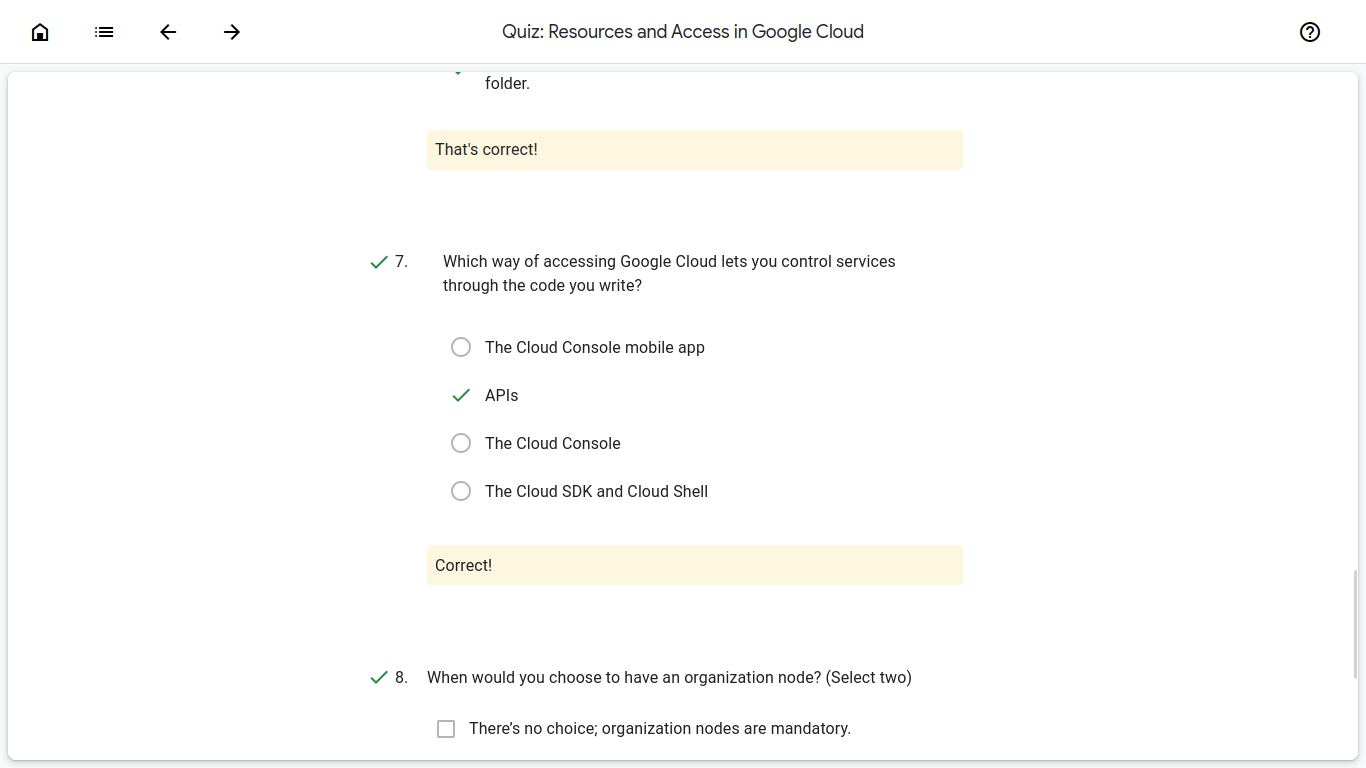 Quiz: Resources and Access in Google Cloud
folder.
That's correct!
7. Which way of accessing Google Cloud lets you control services
through the code you write?
The Cloud Console mobile app
APIs
The Cloud Console
The Cloud SDK and Cloud Shell
Correct!
8. When would you choose to have an organization node? (Select two)
There’s no choice; organization nodes are mandatory.